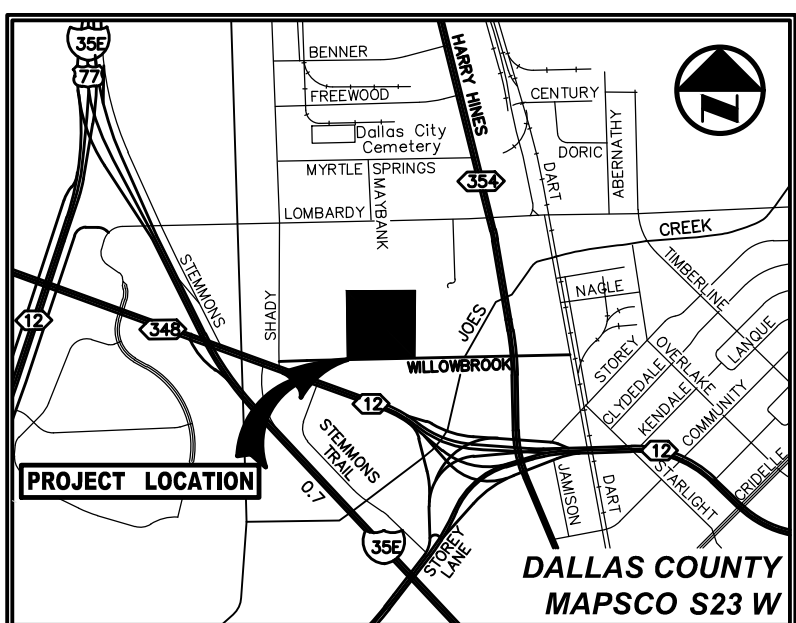 35E
77
BENNER
HARRY HINES
FREEWOOD
CENTURY
Dallas City
Cemetery
DORIC
ABERNATHY
MYRTLE SPRINGS
MAYBANK
354
DART
LOMBARDY
CREEK
STEMMONS
TIMBERLINE
SHADY
NAGLE
12
348
JOES
LANQUE
STOREY
OVERLAKE
WILLOWBROOK
CLYDEDALE
KENDALE
COMMUNITY
12
STEMMONS
TRAIL
12
PROJECT LOCATION
0.7
JAMISON
DART
STARLIGHT
CRIDELLE
35E
STOREY
LANE
N
DALLAS COUNTY
MAPSCO S23 W